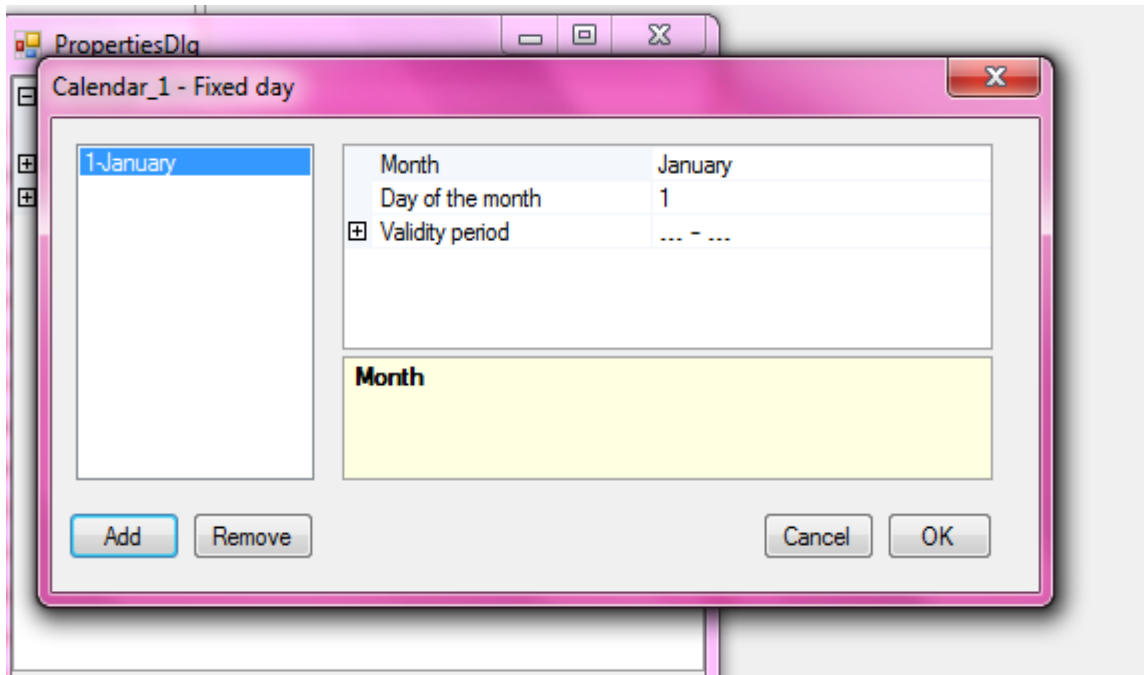 PropertiesDlg
Calendar_1 - Fixed day
1-January
Month January
Day of the month 1
Validity period ... - ...
Month
Add Remove Cancel OK